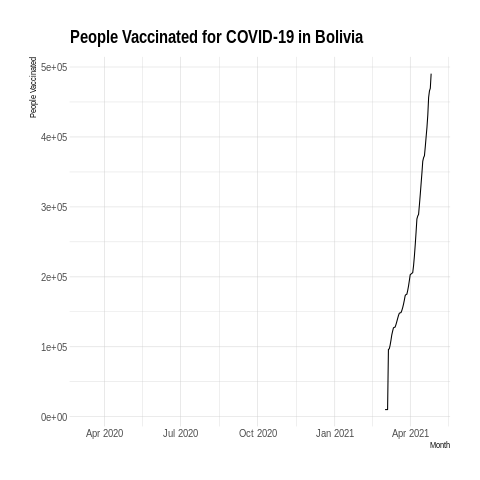 People Vaccinated for COVID-19 in Bolivia
People Vaccinated
5e+05
4e+05
3e+05
2e+05
1e+05
0e+00
Apr 2020 Jul 2020 Oct 2020 Jan 2021 Apr 2021
Month